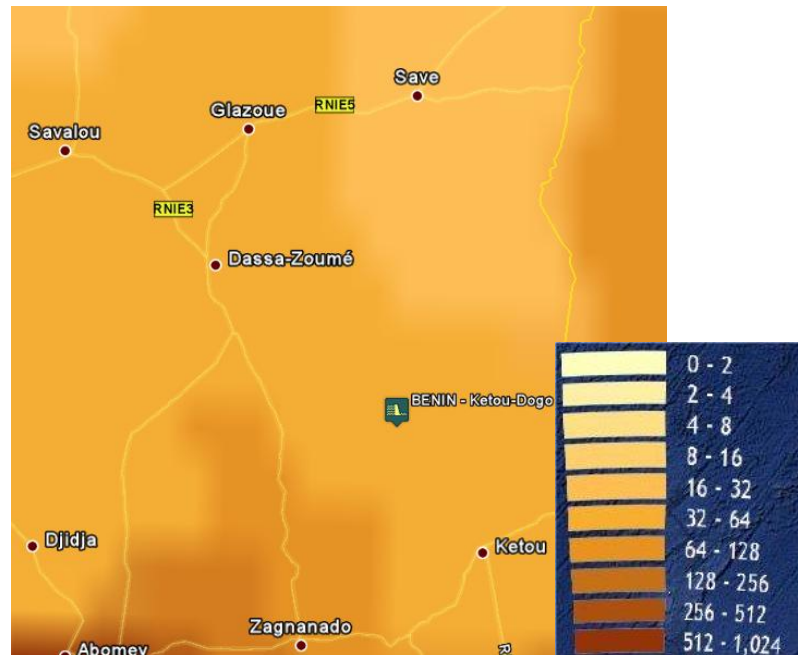 Save
Glazoue
RNIE5
Savalou
RNIE3
Dassa-Zoumé
BENIN - Ketou-Dogo
Djidja
Ketou
Zagnanado
Abomey
R
0 - 2
2 - 4
4 - 8
8 - 16
16 - 32
32 - 64
64 - 128
128 - 256
256 - 512
512 - 1,024